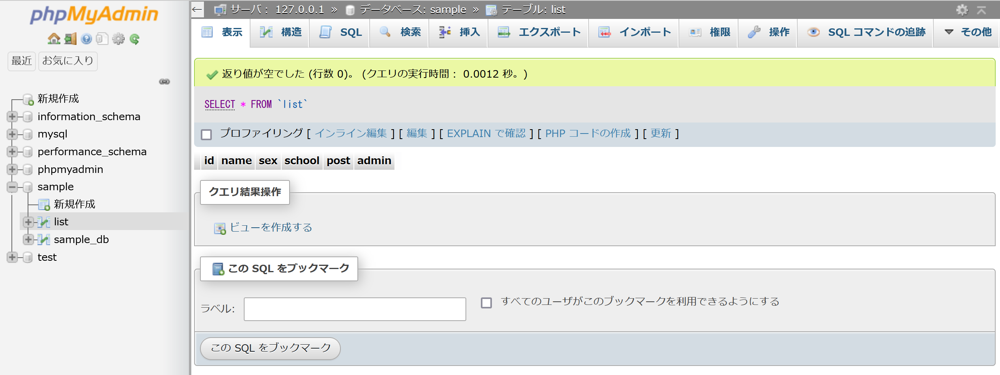 phpMyAdmin
最近 お気に入り
新規作成
information_schema
mysql
performance_schema
phpmyadmin
sample
新規作成
list
sample_db
test
サーバ： 127.0.0.1 » データベース: sample » テーブル: list
表示 構造 SQL 検索 挿入 エクスポート インポート 権限 操作 SQL コマンドの追跡 その他
返り値が空でした (行数 0)。 (クエリの実行時間： 0.0012 秒。)
SELECT * FROM `list`
プロファイリング [ インライン編集 ] [ 編集 ] [ EXPLAIN で確認 ] [ PHP コードの作成 ] [ 更新 ]
id name sex school post admin
クエリ結果操作
ビューを作成する
この SQL をブックマーク
ラベル: すべてのユーザがこのブックマークを利用できるようにする
この SQL をブックマーク